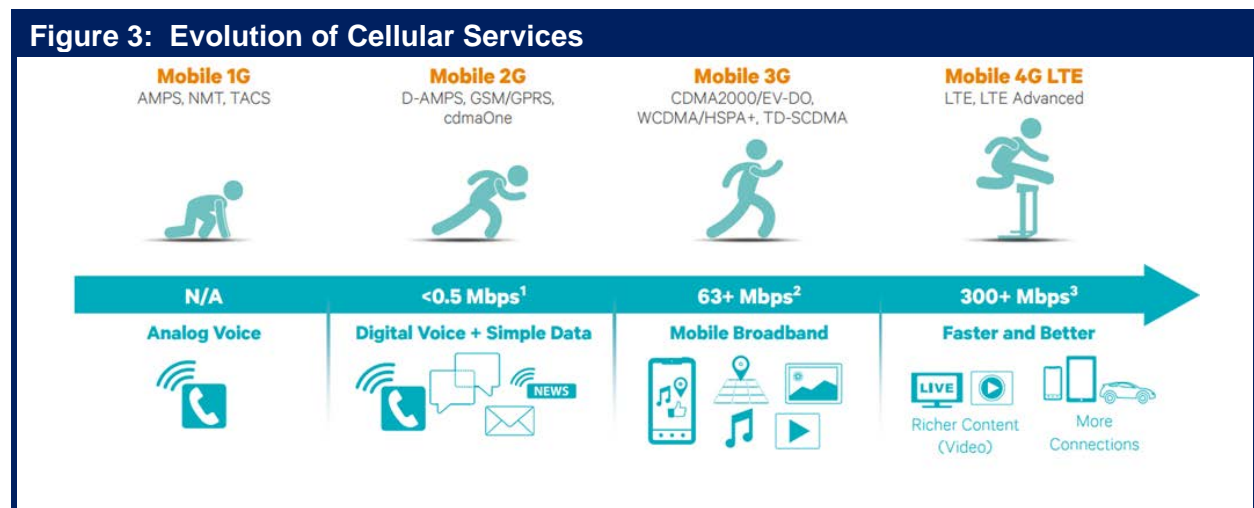 Figure 3: Evolution of Cellular Services
Mobile 1G
AMPS, NMT, TACS
Mobile 2G
D-AMPS, GSM/GPRS,
cdmaOne
Mobile 3G
CDMA2000/EV-DO,
WCDMA/HSPA+, TD-SCDMA
Mobile 4G LTE
LTE, LTE Advanced
N/A
<0.5 Mbps¹
63+ Mbps²
300+ Mbps³
Analog Voice
Digital Voice + Simple Data
NEWS
Mobile Broadband
Faster and Better
LIVE
Richer Content
(Video)
More
Connections